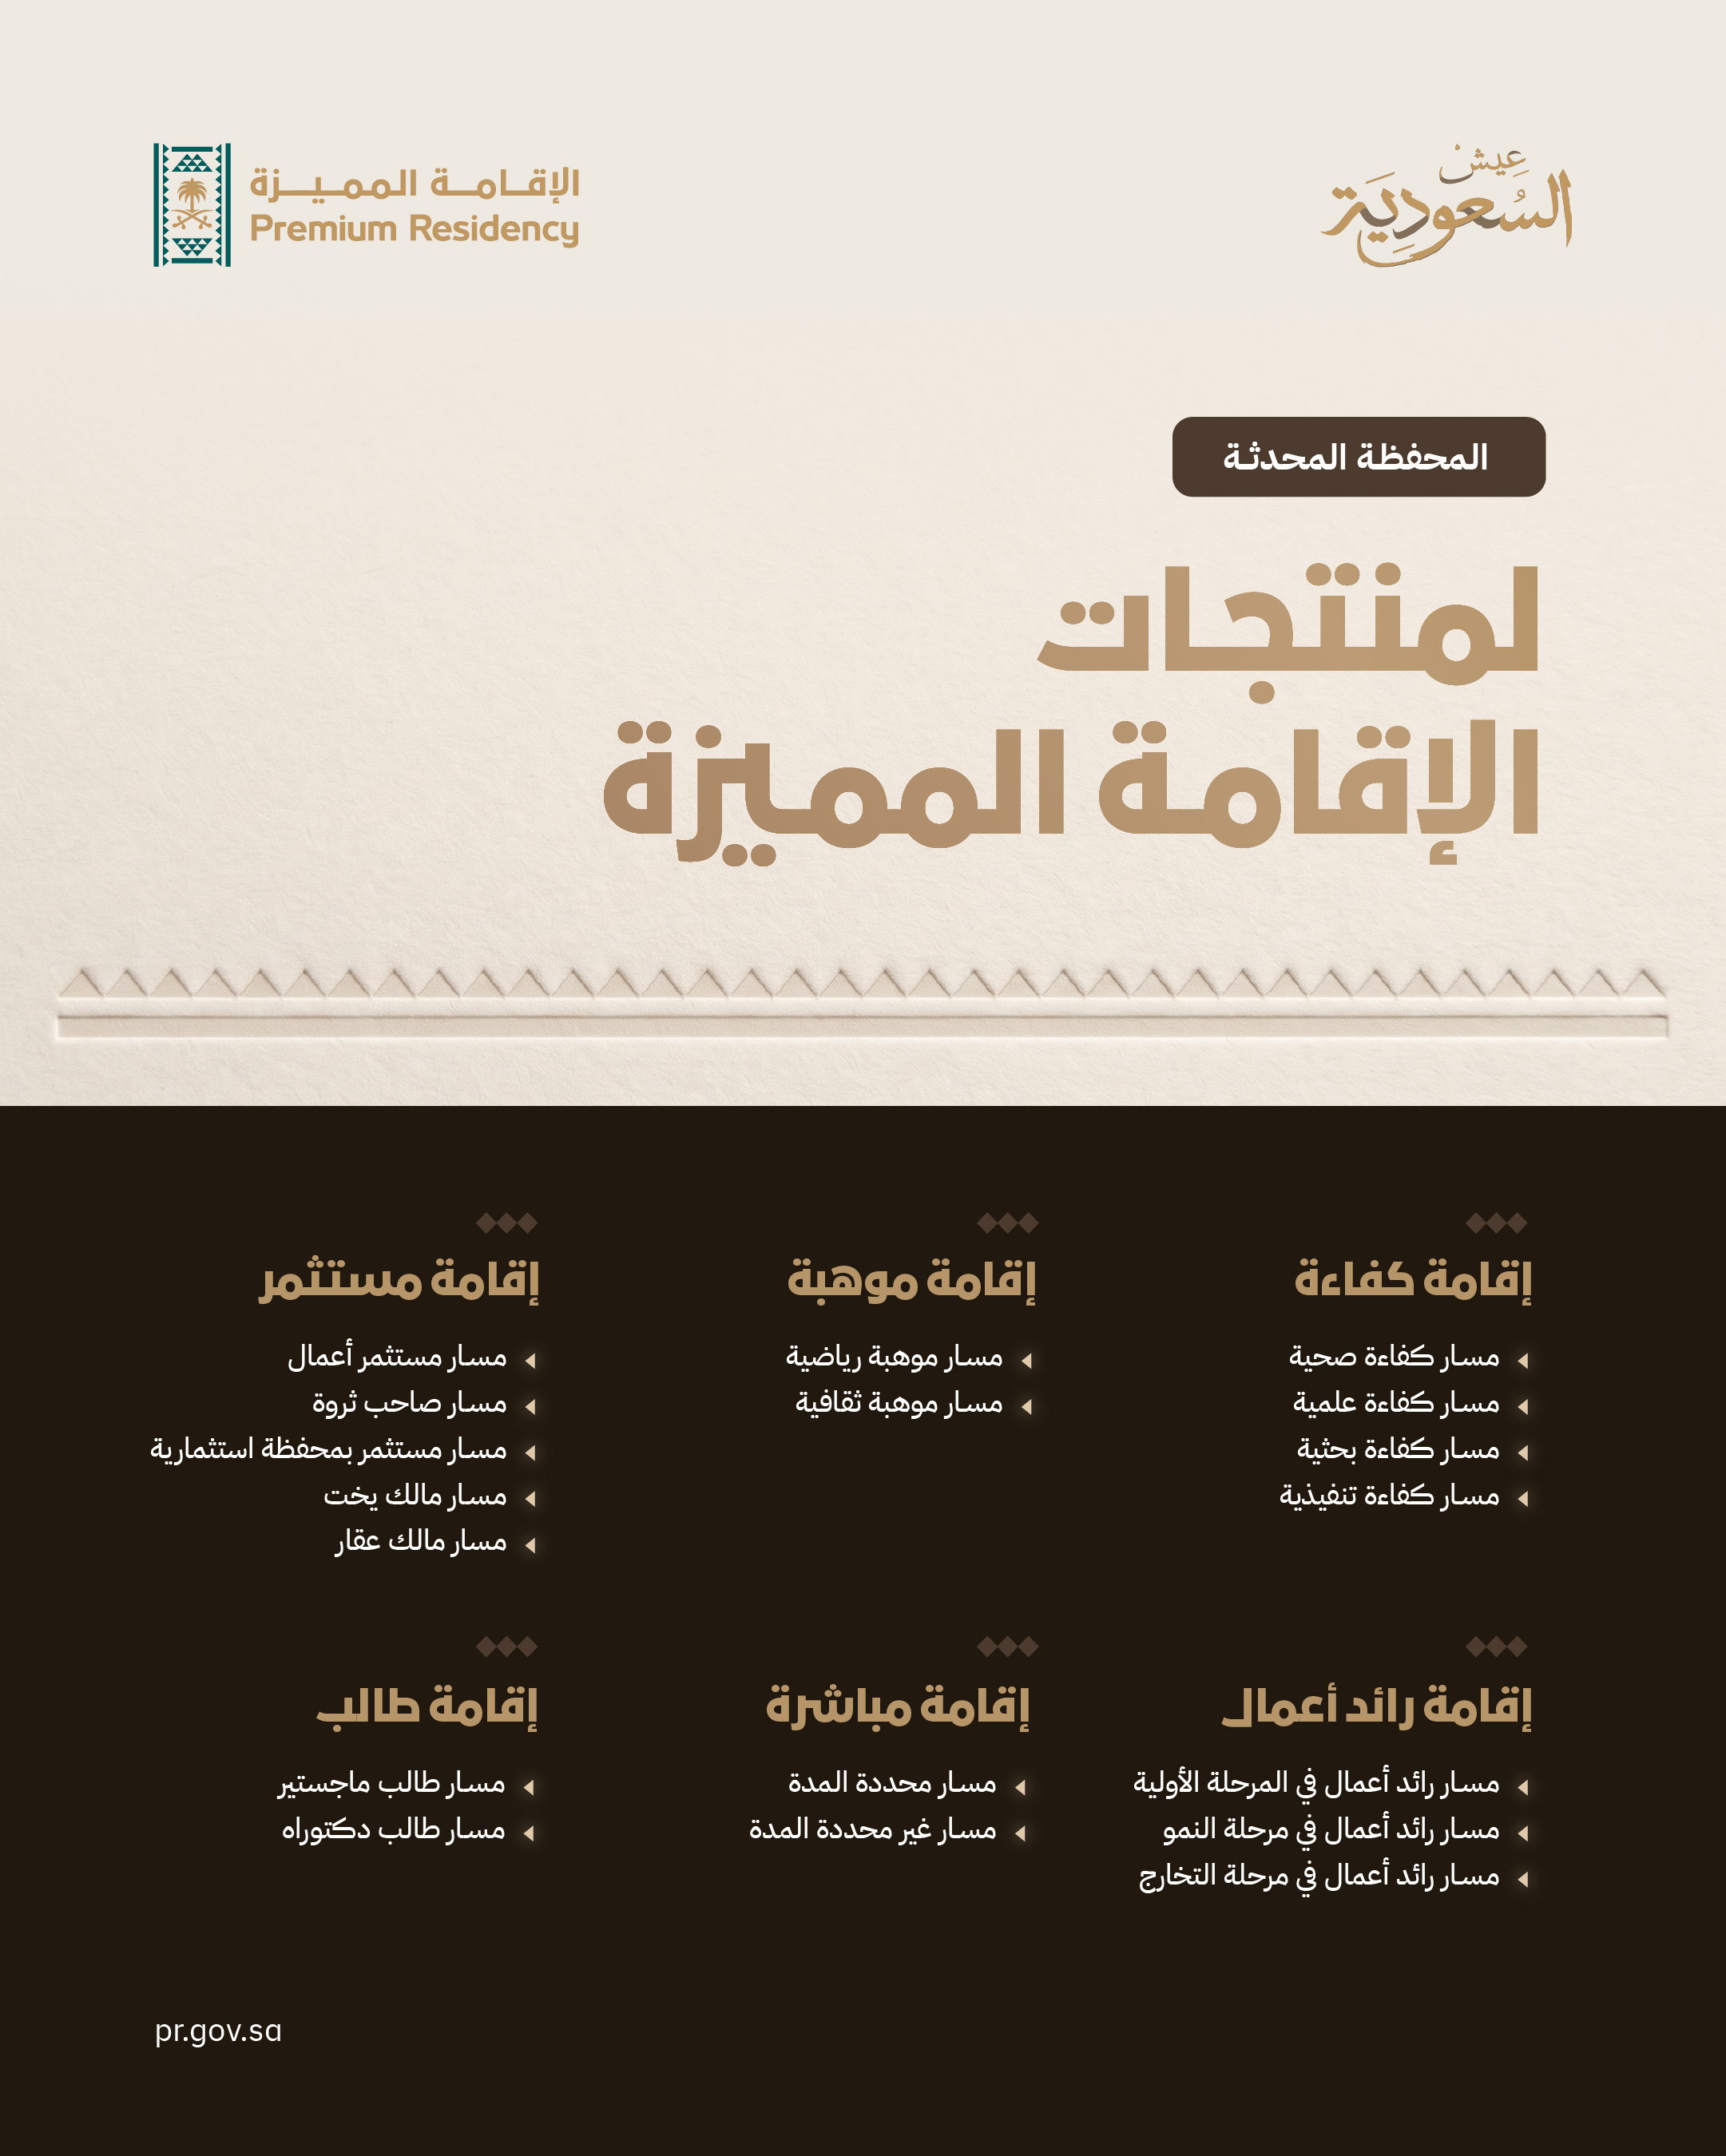 عيش
السعودية
الإقامة المميزة
Premium Residency
المحفظة المحدثة
لمنتجات
الإقامة المميزة
إقامة كفاءة
مسار كفاءة صحية
مسار كفاءة علمية
مسار كفاءة بحثية
مسار كفاءة تنفيذية
إقامة موهبة
مسار موهبة رياضية
مسار موهبة ثقافية
إقامة مستثمر
مسار مستثمر أعمال
مسار صاحب ثروة
مسار مستثمر بمحفظة استثمارية
مسار مالك يخت
مسار مالك عقار
إقامة رائد أعمال
مسار رائد أعمال في المرحلة الأولية
مسار رائد أعمال في مرحلة النمو
مسار رائد أعمال في مرحلة التخارج
إقامة مباشرة
مسار محددة المدة
مسار غير محددة المدة
إقامة طالب
مسار طالب ماجستير
مسار طالب دكتوراه
pr.gov.sa